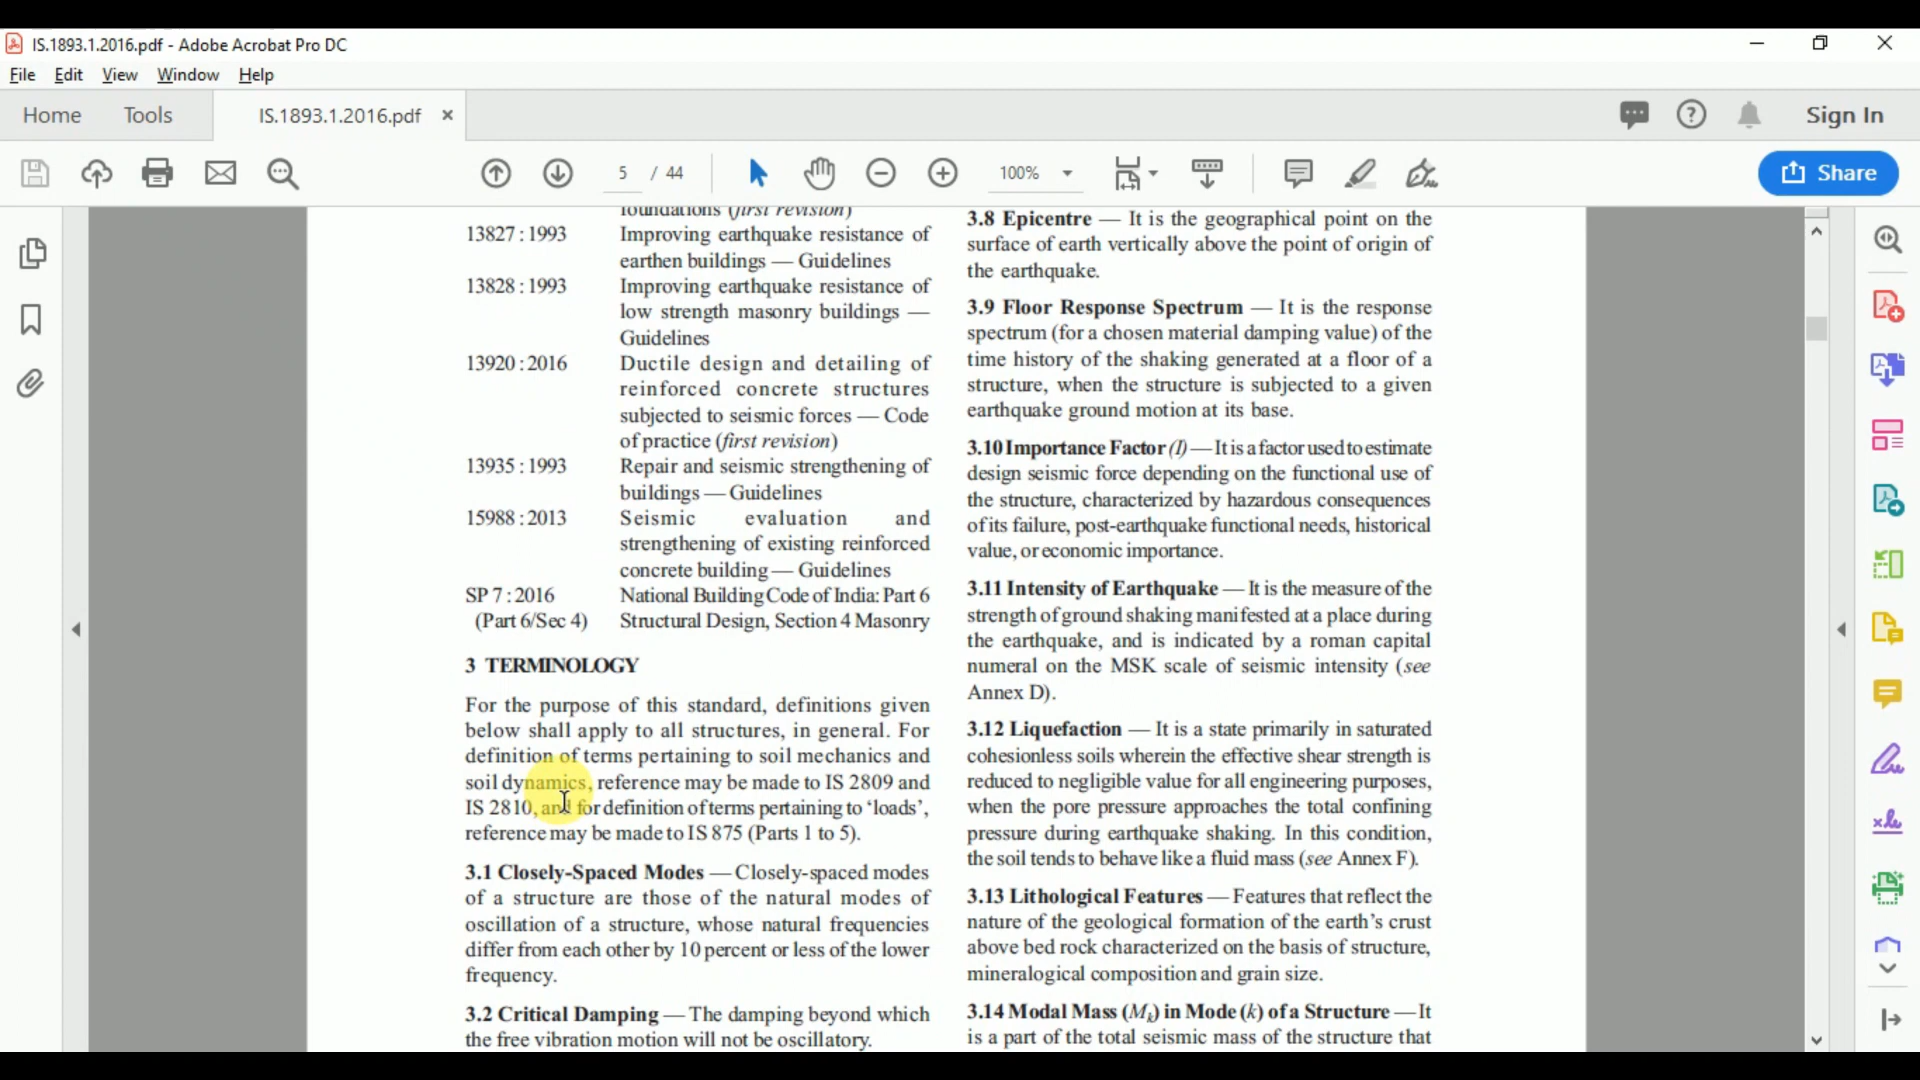 IS.1893.1.2016.pdf - Adobe Acrobat Pro DC
File Edit View Window Help
Home Tools IS.1893.1.2016.pdf × Sign In
5 / 44 100% Share
foundations (first revision)
13827 : 1993 Improving earthquake resistance of
earthen buildings — Guidelines
13828 : 1993 Improving earthquake resistance of
low strength masonry buildings —
Guidelines
13920 : 2016 Ductile design and detailing of
reinforced concrete structures
subjected to seismic forces — Code
of practice (first revision)
13935 : 1993 Repair and seismic strengthening of
buildings — Guidelines
15988 : 2013 Seismic evaluation and
strengthening of existing reinforced
concrete building — Guidelines
SP 7 : 2016 National Building Code of India: Part 6
(Part 6/Sec 4) Structural Design, Section 4 Masonry
3 TERMINOLOGY
For the purpose of this standard, definitions given
below shall apply to all structures, in general. For
definition of terms pertaining to soil mechanics and
soil dynamics, reference may be made to IS 2809 and
IS 2810, and for definition of terms pertaining to ‘loads’,
reference may be made to IS 875 (Parts 1 to 5).
3.1 Closely-Spaced Modes — Closely-spaced modes
of a structure are those of the natural modes of
oscillation of a structure, whose natural frequencies
differ from each other by 10 percent or less of the lower
frequency.
3.2 Critical Damping — The damping beyond which
the free vibration motion will not be oscillatory.
3.8 Epicentre — It is the geographical point on the
surface of earth vertically above the point of origin of
the earthquake.
3.9 Floor Response Spectrum — It is the response
spectrum (for a chosen material damping value) of the
time history of the shaking generated at a floor of a
structure, when the structure is subjected to a given
earthquake ground motion at its base.
3.10 Importance Factor (I) — It is a factor used to estimate
design seismic force depending on the functional use of
the structure, characterized by hazardous consequences
of its failure, post-earthquake functional needs, historical
value, or economic importance.
3.11 Intensity of Earthquake — It is the measure of the
strength of ground shaking manifested at a place during
the earthquake, and is indicated by a roman capital
numeral on the MSK scale of seismic intensity (see
Annex D).
3.12 Liquefaction — It is a state primarily in saturated
cohesionless soils wherein the effective shear strength is
reduced to negligible value for all engineering purposes,
when the pore pressure approaches the total confining
pressure during earthquake shaking. In this condition,
the soil tends to behave like a fluid mass (see Annex F).
3.13 Lithological Features — Features that reflect the
nature of the geological formation of the earth’s crust
above bed rock characterized on the basis of structure,
mineralogical composition and grain size.
3.14 Modal Mass (Mk) in Mode (k) of a Structure — It
is a part of the total seismic mass of the structure that